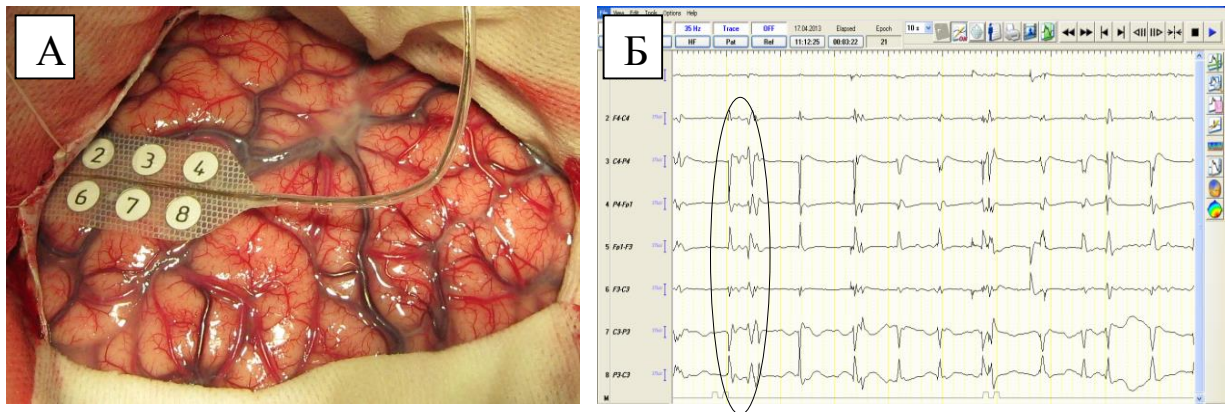 А
2 3 4
6 7 8
Б
File View Edit Tools Options Help
35 Hz Trace OFF 17.04.2013 Elapsed Epoch 10 s
HF Pat Ref 11:12:25 00:03:22 21
2 F4-C4
3 C4-P4
4 P4-Fp1
5 Fp1-F3
6 F3-C3
7 C3-P3
8 P3-C3
M